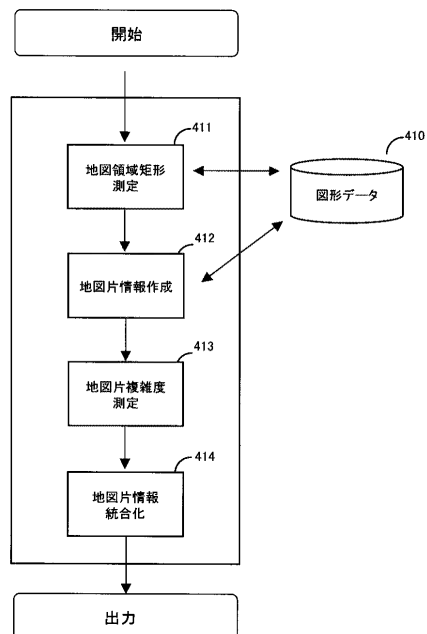 開始
411
地図領域矩形
測定
410
図形データ
412
地図片情報作成
413
地図片複雑度
測定
414
地図片情報
統合化
出力